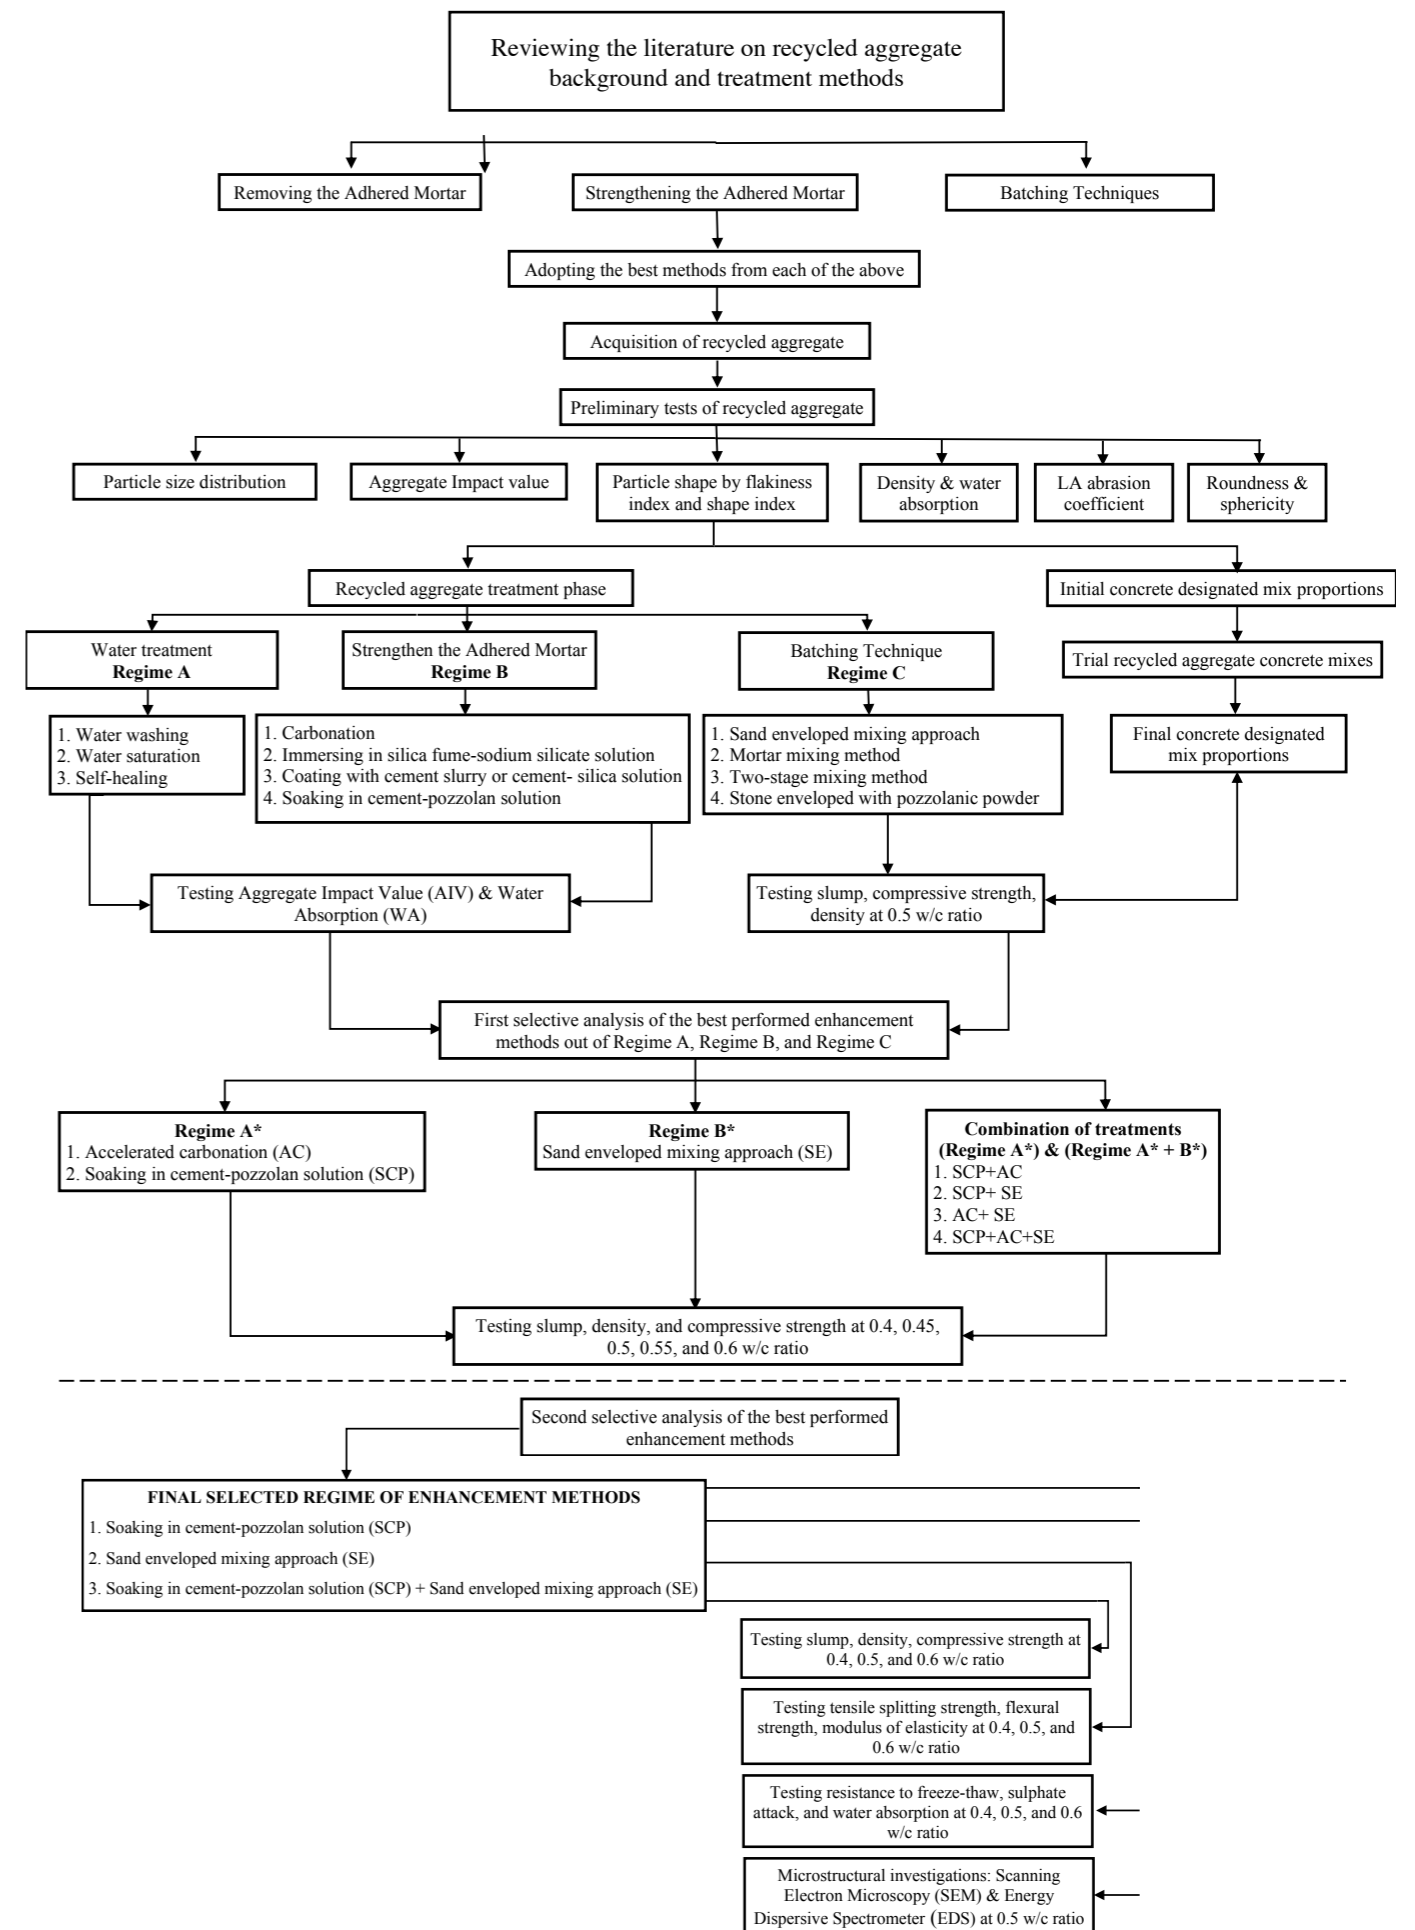 Reviewing the literature on recycled aggregate
background and treatment methods
Removing the Adhered Mortar
Strengthening the Adhered Mortar
Batching Techniques
Adopting the best methods from each of the above
Acquisition of recycled aggregate
Preliminary tests of recycled aggregate
Particle size distribution
Aggregate Impact value
Particle shape by flakiness
index and shape index
Density & water
absorption
LA abrasion
coefficient
Roundness &
sphericity
Recycled aggregate treatment phase
Initial concrete designated mix proportions
Water treatment
Regime A
Strengthen the Adhered Mortar
Regime B
Batching Technique
Regime C
Trial recycled aggregate concrete mixes
1. Water washing
2. Water saturation
3. Self-healing
1. Carbonation
2. Immersing in silica fume-sodium silicate solution
3. Coating with cement slurry or cement- silica solution
4. Soaking in cement-pozzolan solution
1. Sand enveloped mixing approach
2. Mortar mixing method
3. Two-stage mixing method
4. Stone enveloped with pozzolanic powder
Final concrete designated
mix proportions
Testing Aggregate Impact Value (AIV) & Water
Absorption (WA)
Testing slump, compressive strength,
density at 0.5 w/c ratio
First selective analysis of the best performed enhancement
methods out of Regime A, Regime B, and Regime C
Regime A*
1. Accelerated carbonation (AC)
2. Soaking in cement-pozzolan solution (SCP)
Regime B*
Sand enveloped mixing approach (SE)
Combination of treatments
(Regime A*) & (Regime A* + B*)
1. SCP+AC
2. SCP+ SE
3. AC+ SE
4. SCP+AC+SE
Testing slump, density, and compressive strength at 0.4, 0.45,
0.5, 0.55, and 0.6 w/c ratio
Second selective analysis of the best performed
enhancement methods
FINAL SELECTED REGIME OF ENHANCEMENT METHODS
1. Soaking in cement-pozzolan solution (SCP)
2. Sand enveloped mixing approach (SE)
3. Soaking in cement-pozzolan solution (SCP) + Sand enveloped mixing approach (SE)
Testing slump, density, compressive strength at
0.4, 0.5, and 0.6 w/c ratio
Testing tensile splitting strength, flexural
strength, modulus of elasticity at 0.4, 0.5, and
0.6 w/c ratio
Testing resistance to freeze-thaw, sulphate
attack, and water absorption at 0.4, 0.5, and 0.6
w/c ratio
Microstructural investigations: Scanning
Electron Microscopy (SEM) & Energy
Dispersive Spectrometer (EDS) at 0.5 w/c ratio